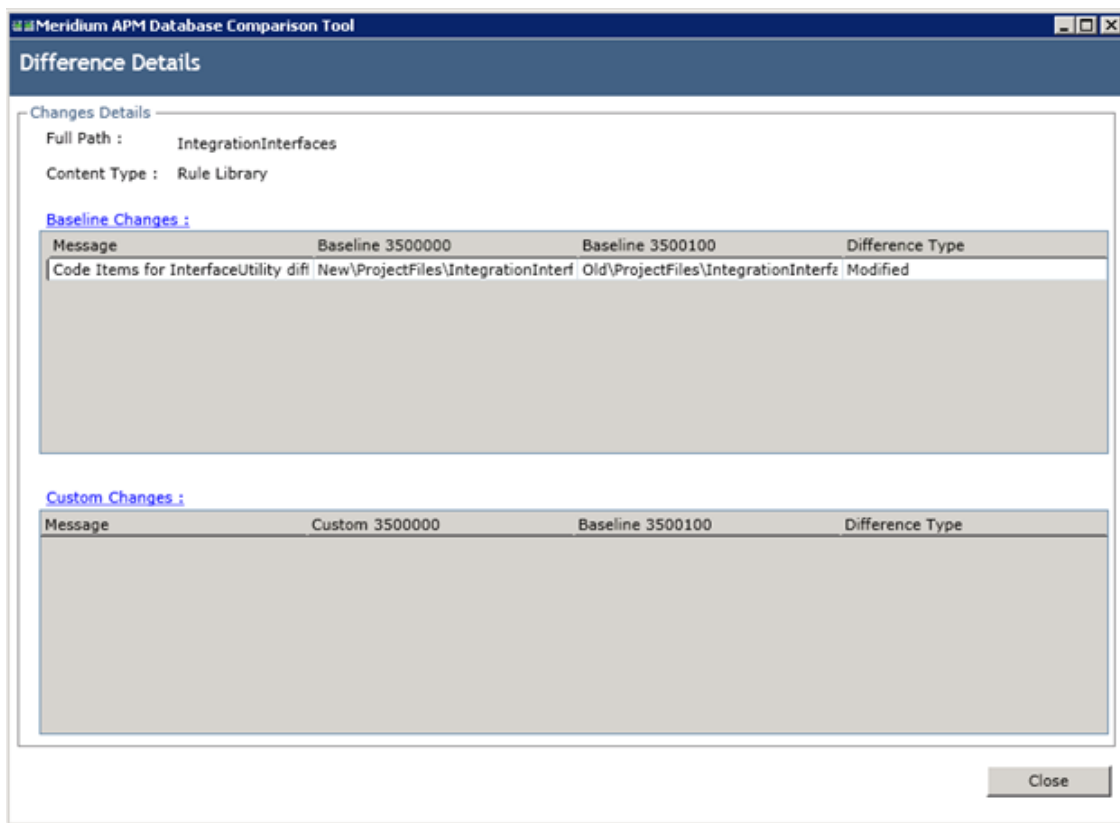 Meridium APM Database Comparison Tool
Difference Details
Changes Details
Full Path : IntegrationInterfaces
Content Type : Rule Library
Baseline Changes :
Message Baseline 3500000 Baseline 3500100 Difference Type
Code Items for InterfaceUtility diff New\ProjectFiles\IntegrationInterf Old\ProjectFiles\IntegrationInterfa Modified
Custom Changes :
Message Custom 3500000 Baseline 3500100 Difference Type
Close